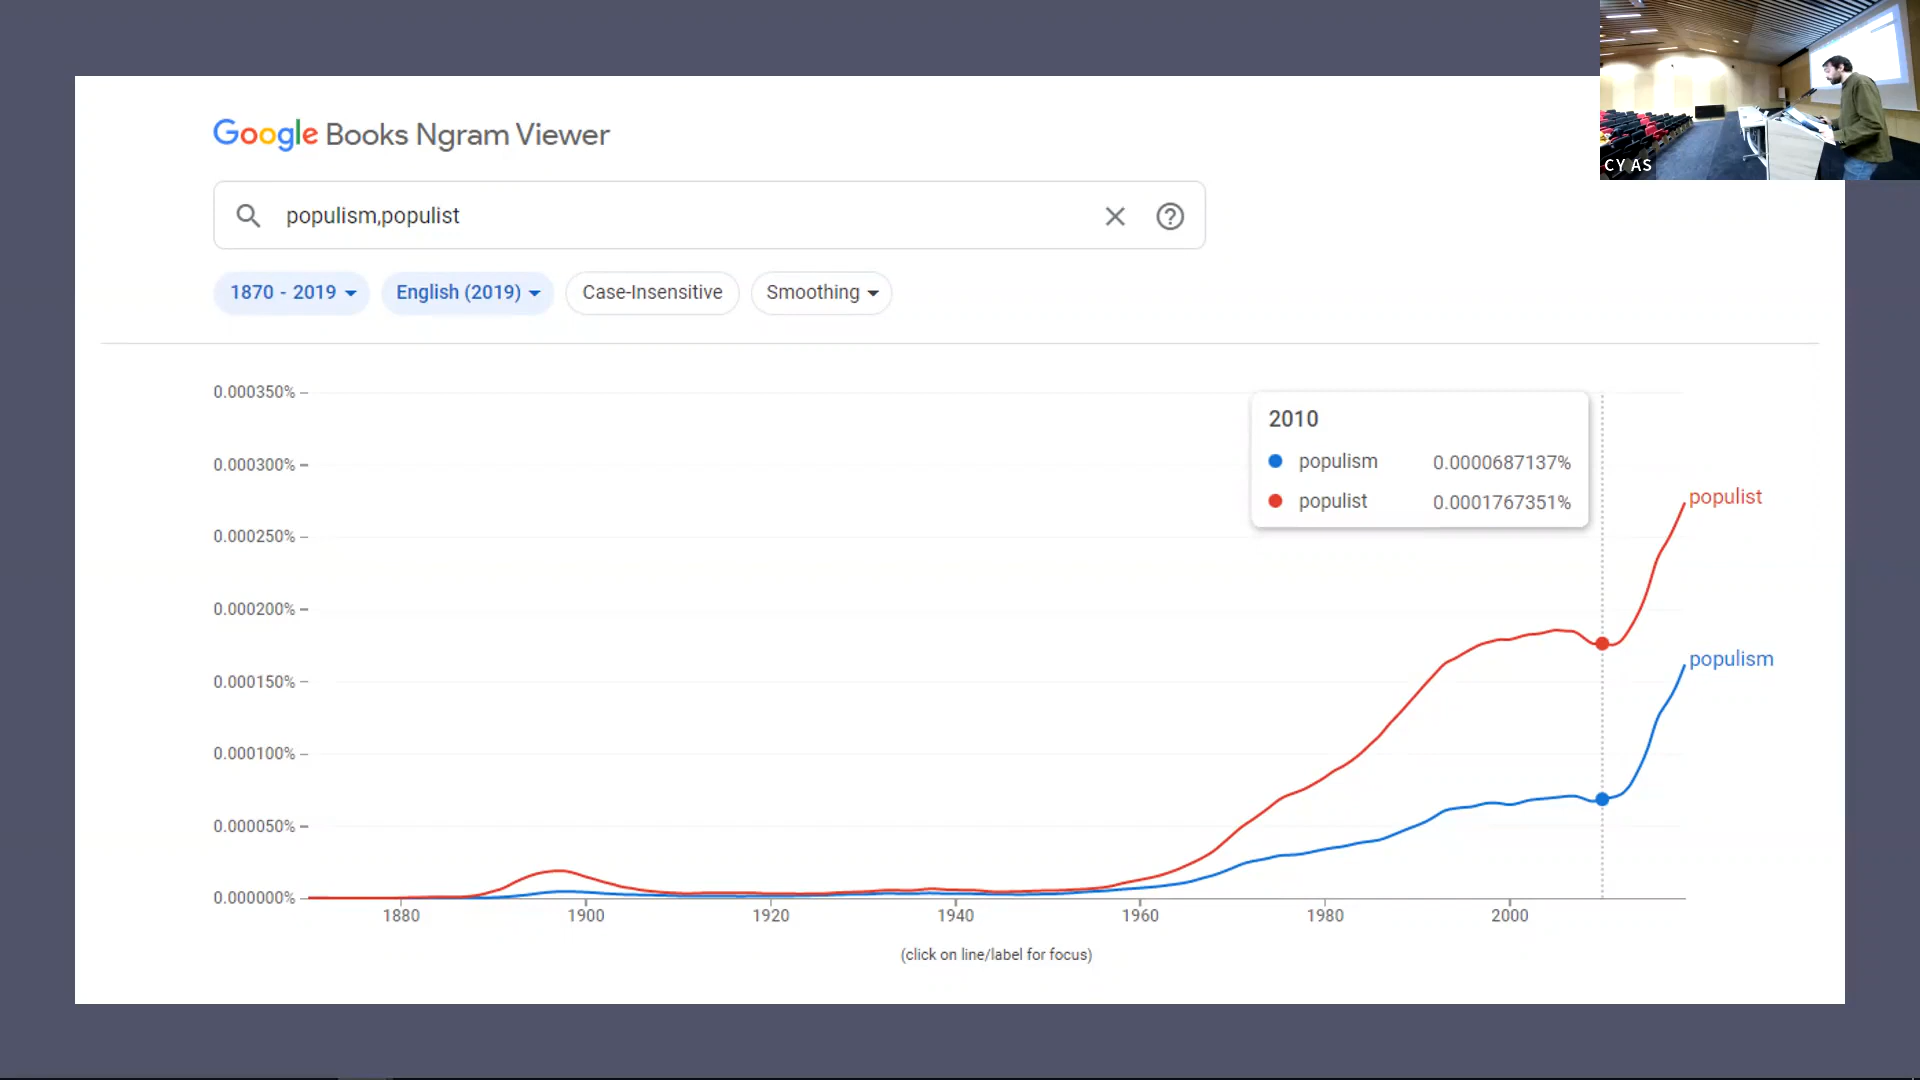 CY AS
Google Books Ngram Viewer
populism,populist
1870 - 2019 English (2019) Case-Insensitive Smoothing
0.000350%
0.000300%
0.000250%
0.000200%
0.000150%
0.000100%
0.000050%
0.000000%
2010
populism 0.0000687137%
populist 0.0001767351%
populist
populism
1880 1900 1920 1940 1960 1980 2000
(click on line/label for focus)